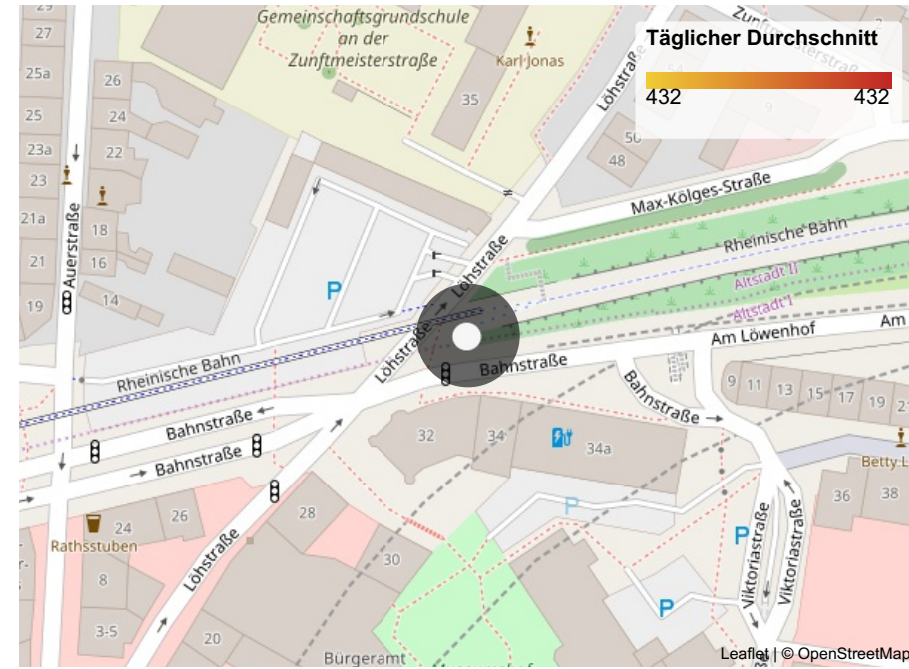 Täglicher Durchschnitt
432 432
Gemeinschaftsgrundschule
an der
Zunftmeisterstraße
Karl Jonas
Löhstraße
27
25a
26
35
25
24
9
23a
22
50
48
23
Max-Kölges-Straße
21a
18
Auerstraße
Rheinische Bahn
21
16
Löhstraße
Altstadt II
19
14
P
Altstadt I
Am Löwenhof
Am
Rheinische Bahn
Löhstraße
Bahnstraße
Bahnstraße
9 11 13 15 17 19
Bahnstraße
32
34
34a
Bahnstraße
Betty L
P
36
38
28
26
24
Rathsstuben
P
Viktoriastraße
Viktoriastraße
Löhstraße
30
8
P
3-5
20
Bürgeramt
Leaflet | © OpenStreetMap